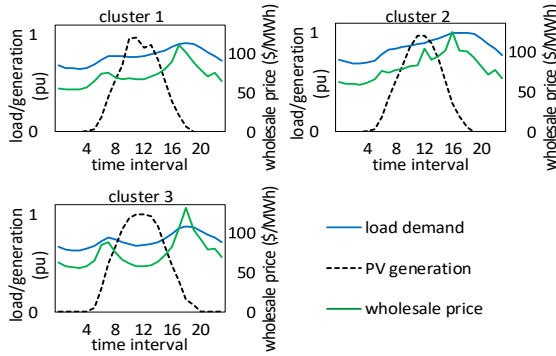 cluster 1
load/generation
(pu)
1
0
4 8 12 16 20
time interval
100
50
0
wholesale price ($/MWh)
cluster 2
load/generation
(pu)
1
0
4 8 12 16 20
time interval
100
50
0
wholesale price ($/MWh)
cluster 3
load/generation
(pu)
1
0
4 8 12 16 20
time interval
100
50
0
wholesale price ($/MWh)
load demand
PV generation
wholesale price